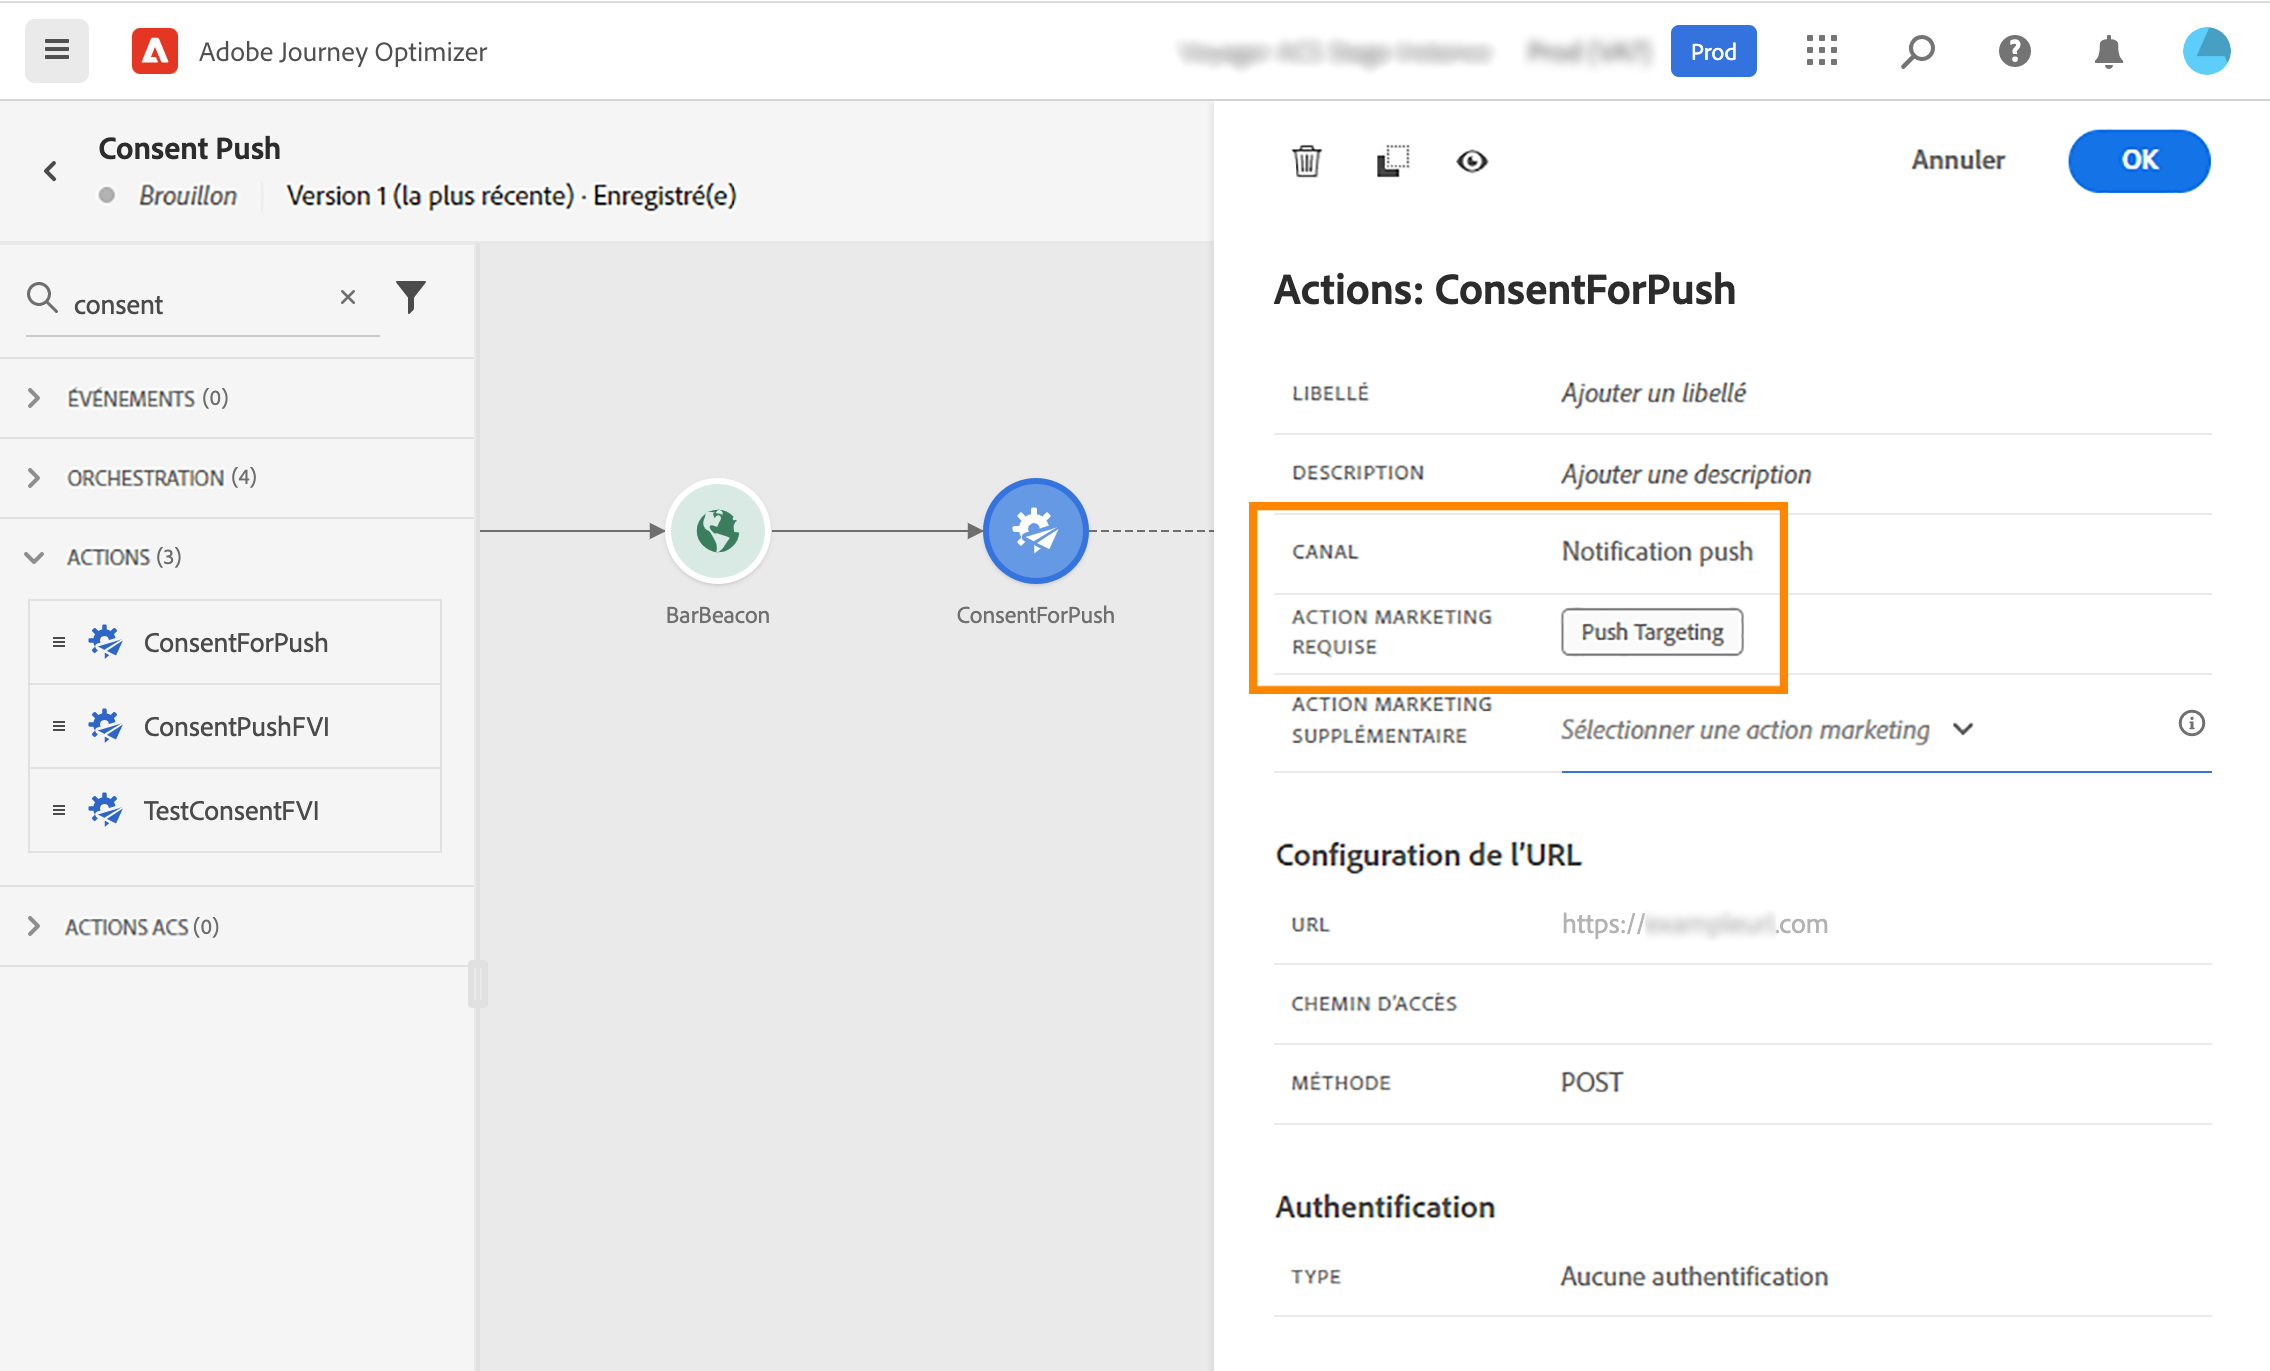 Adobe Journey Optimizer
Prod
Consent Push
Brouillon
Version 1 (la plus récente) · Enregistré(e)
Annuler
OK
consent
ÉVÉNEMENTS (0)
ORCHESTRATION (4)
ACTIONS (3)
ConsentForPush
ConsentPushFVI
TestConsentFVI
ACTIONS ACS (0)
BarBeacon
ConsentForPush
Actions: ConsentForPush
LIBELLÉ
Ajouter un libellé
DESCRIPTION
Ajouter une description
CANAL
Notification push
ACTION MARKETING
REQUISE
Push Targeting
ACTION MARKETING
SUPPLÉMENTAIRE
Sélectionner une action marketing
Configuration de l'URL
URL
https:// .com
CHEMIN D'ACCÈS
MÉTHODE
POST
Authentification
TYPE
Aucune authentification